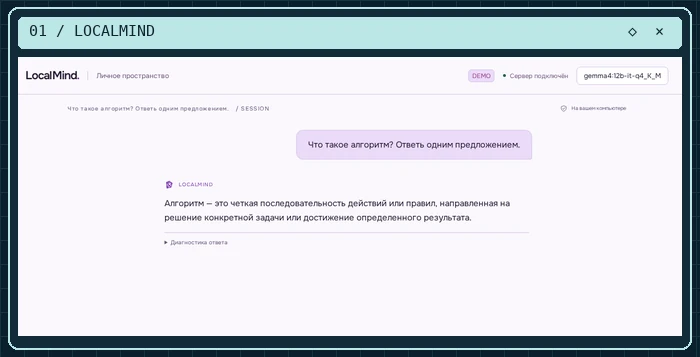 01 / LOCALMIND
LocalMind. Личное пространство DEMO Сервер подключён gemma4:12b-it-q4_K_M
Что такое алгоритм? Ответь одним предложением. / SESSION На вашем компьютере
Что такое алгоритм? Ответь одним предложением.
LOCALMIND
Алгоритм — это четкая последовательность действий или правил, направленная на
решение конкретной задачи или достижение определенного результата.
Диагностика ответа